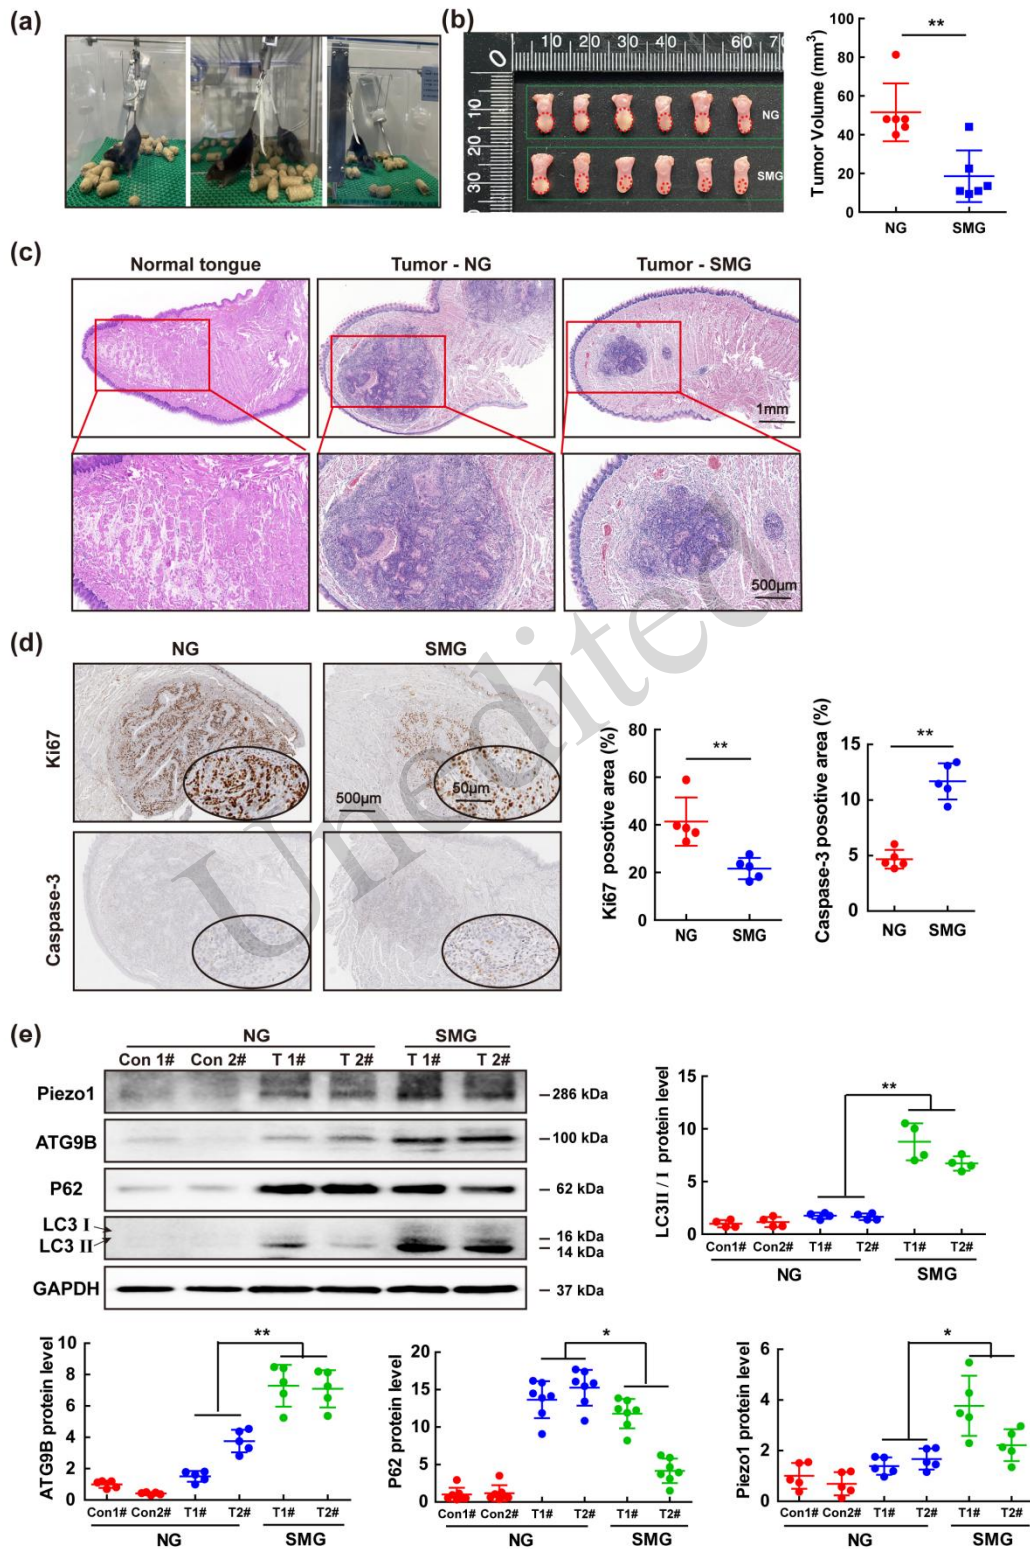 (a)
(b)
0 10 20 30 40 50 60 70
10
20
30
NG
SMG
Tumor Volume (mm³)
100
80
60
40
20
0
**
NG SMG
(c)
Normal tongue Tumor - NG Tumor - SMG
1mm
500μm
(d)
NG SMG
Ki67
500μm 50μm
Caspase-3
Ki67 posotive area (%)
80
60
40
20
0
**
NG SMG
Caspase-3 posotive area (%)
15
10
5
0
**
NG SMG
Unedited
(e)
NG SMG
Con 1# Con 2# T 1# T 2# T 1# T 2#
Piezo1 286 kDa
ATG9B 100 kDa
P62 62 kDa
LC3 I 16 kDa
LC3 II 14 kDa
GAPDH 37 kDa
LC3II / I protein level
15
10
5
0
**
Con1# Con2# T1# T2# T1# T2#
NG SMG
ATG9B protein level
10
8
6
4
2
0
**
Con1# Con2# T1# T2# T1# T2#
NG SMG
P62 protein level
20
15
10
5
0
*
Con1# Con2# T1# T2# T1# T2#
NG SMG
Piezo1 protein level
6
4
2
0
*
Con1# Con2# T1# T2# T1# T2#
NG SMG